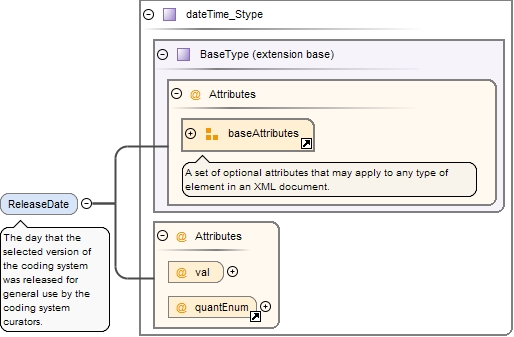 dateTime_Stype
BaseType (extension base)
@ Attributes
baseAttributes
A set of optional attributes that may apply to any type of
element in an XML document.
ReleaseDate
The day that the
selected version of
the coding system
was released for
general use by the
coding system
curators.
@ Attributes
@ val
@ quantEnum